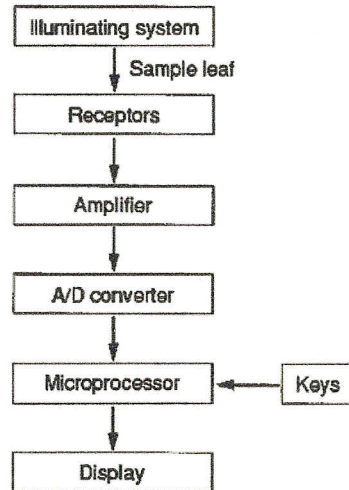 Illuminating system
Sample leaf
Receptors
Amplifier
A/D converter
Microprocessor
Keys
Display